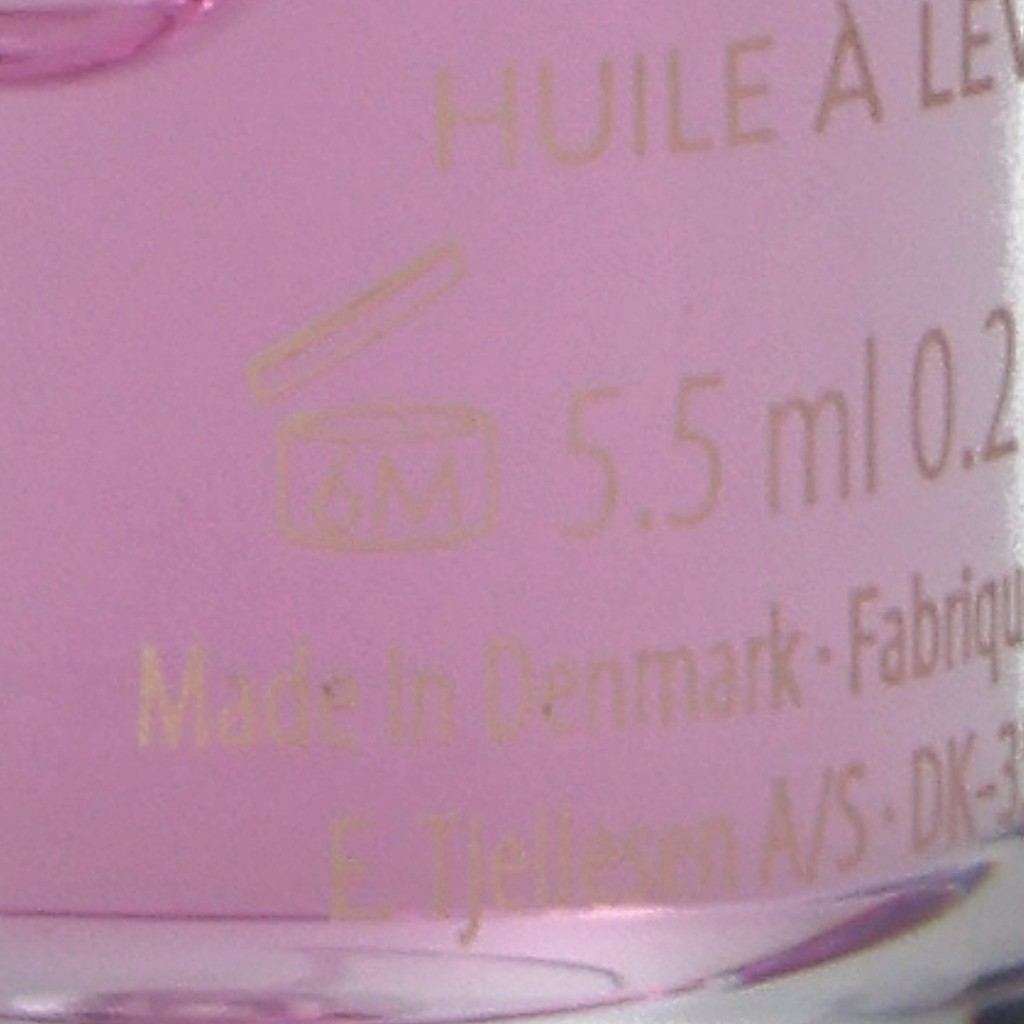 HUILE À
6M
5.5 ml
Made In Denmark ·
E. Tjellesen A/S ·